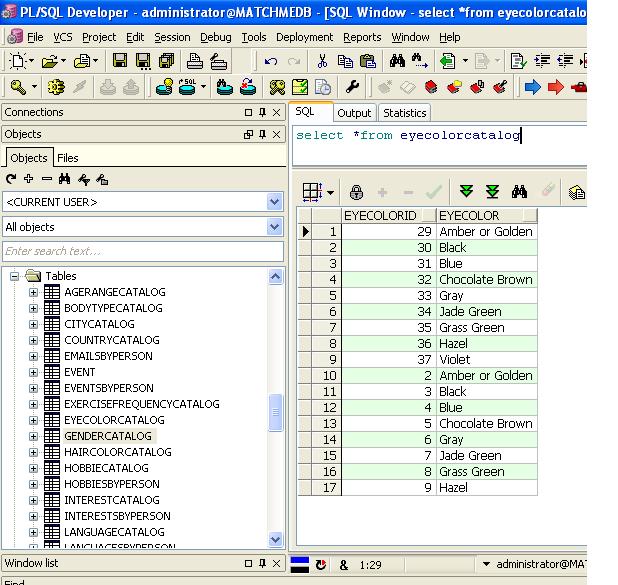 PL/SQL Developer - administrator@MATCHMEDB - [SQL Window - select *from eyecolorcatalo
File Project Edit Session Debug Tools Deployment Reports Window Help
Connections
Objects
Objects Files
<CURRENT USER>
All objects
Enter search text...
Tables
AGERANGECATALOG
BODYTYPECATALOG
CITYCATALOG
COUNTRYCATALOG
EMAILSBYPERSON
EVENT
EVENTSBYPERSON
EXERCISEFREQUENCYCATALOG
EYECOLORCATALOG
GENDERCATALOG
HAIRCOLORCATALOG
HOBBIECATALOG
HOBBIESBYPERSON
INTERESTCATALOG
INTERESTSBYPERSON
LANGUAGECATALOG
LANGUAGESBYPERSON
Window list
Find
SQL Output Statistics
select *from eyecolorcatalog
EYECOLORID EYECOLOR
1 29 Amber or Golden
2 30 Black
3 31 Blue
4 32 Chocolate Brown
5 33 Gray
6 34 Jade Green
7 35 Grass Green
8 36 Hazel
9 37 Violet
10 2 Amber or Golden
11 3 Black
12 4 Blue
13 5 Chocolate Brown
14 6 Gray
15 7 Jade Green
16 8 Grass Green
17 9 Hazel
& 1:29 administrator@MAT